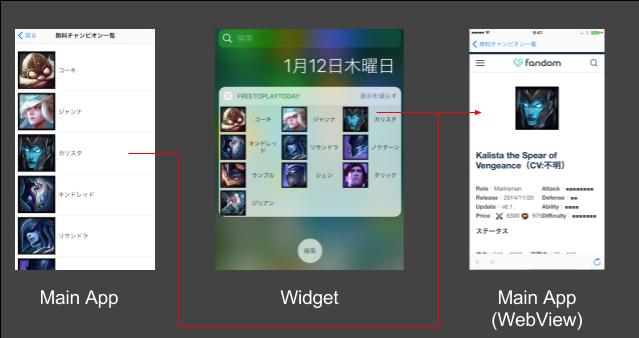 戻る
無料チャンピオン一覧
コーキ
ジャンナ
カリスタ
キンドレッド
リサンドラ
Main App
検索
1月12日木曜日
FREETOPLAYTODAY
表示を減らす
コーキ
ジャンナ
カリスタ
キンドレッ
ド
リサンドラ
ノクターン
ランブル
シェン
タリック
ジリアン
編集
Widget
9:41
無料チャンピオン一覧
fandom
Kalista the Spear of
Vengeance（CV:不明）
Role : Marksman Attack :
Release : 2014/11/20 Defense :
Update : v6.1 Ability :
Price : 6300 975 Difficulty :
ステータス
Main App
(WebView)